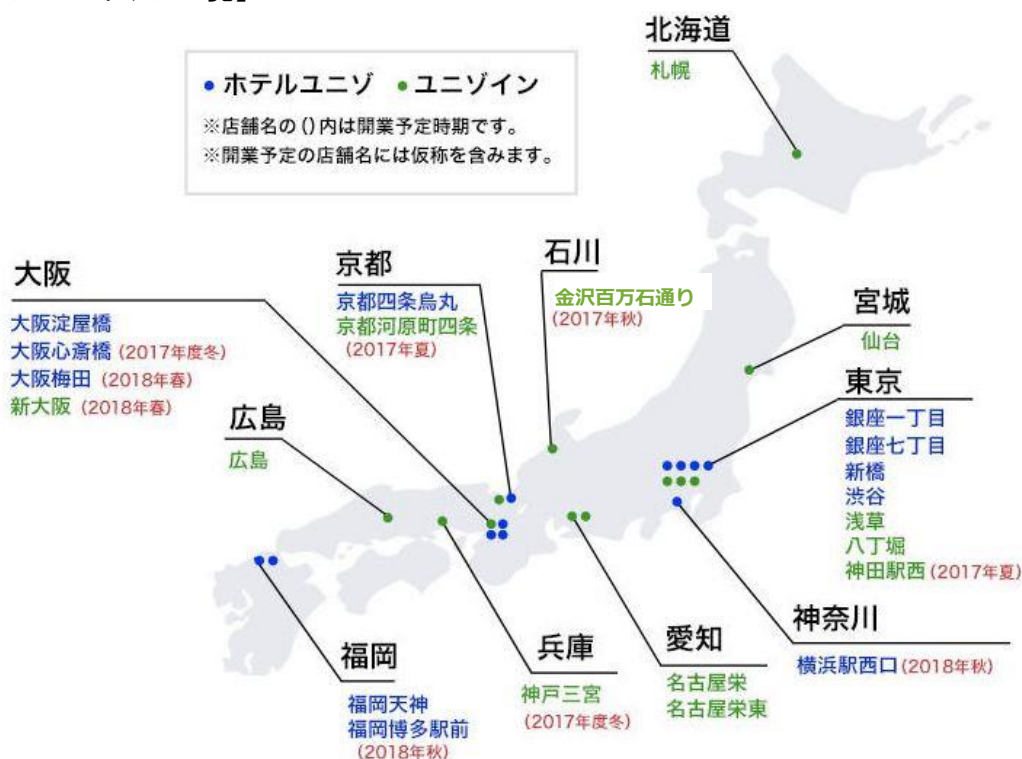 ● ホテルユニゾ ● ユニゾイン
※店舗名の()内は開業予定時期です。
※開業予定の店舗名には仮称を含みます。
北海道
札幌
石川
金沢百万石通り
(2017年秋)
京都
京都四条烏丸
京都河原町四条
(2017年夏)
大阪
大阪淀屋橋
大阪心斎橋 (2017年度冬)
大阪梅田 (2018年春)
新大阪 (2018年春)
宮城
仙台
東京
銀座一丁目
銀座七丁目
新橋
渋谷
浅草
八丁堀
神田駅西 (2017年夏)
広島
広島
神奈川
横浜駅西口 (2018年秋)
愛知
名古屋栄
名古屋栄東
兵庫
神戸三宮
(2017年度冬)
福岡
福岡天神
福岡博多駅前
(2018年秋)